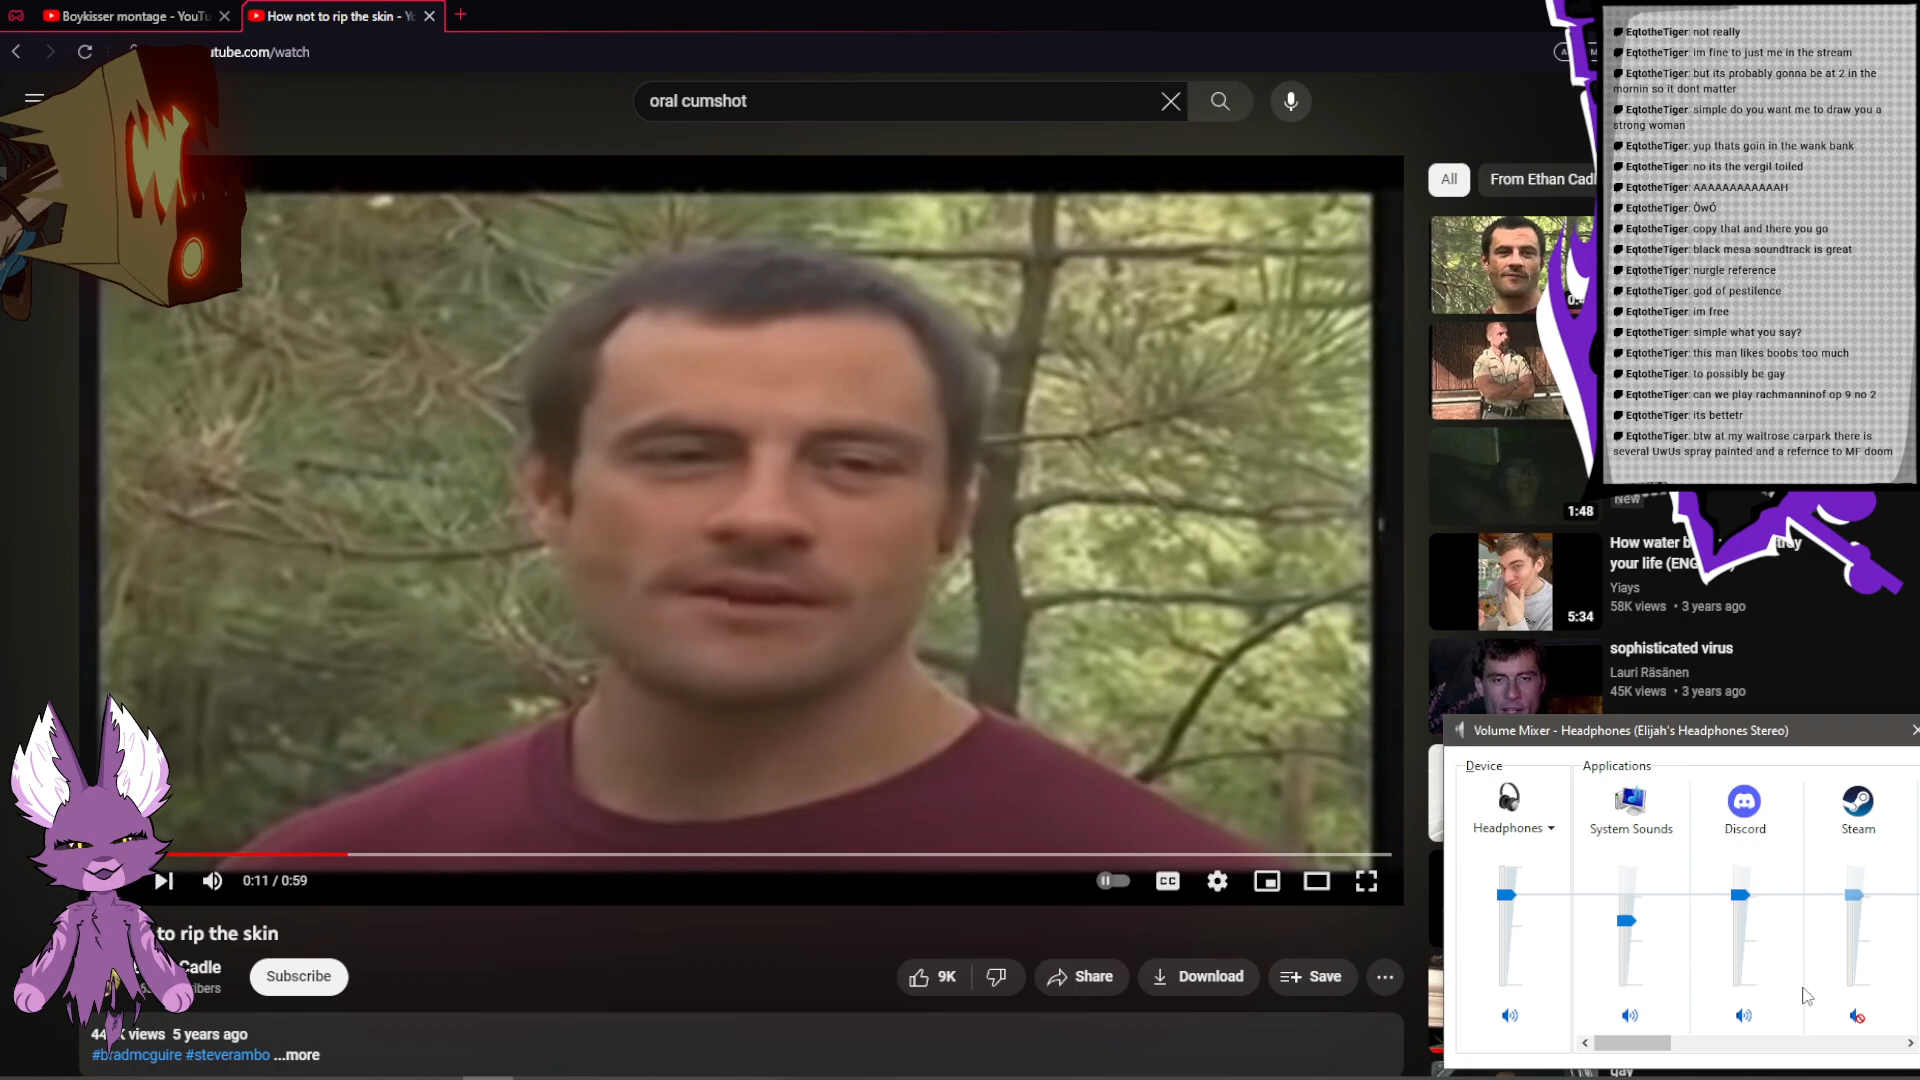 Boykisser montage - YouTu
How not to rip the skin - Yo
utube.com/watch
oral cumshot
All
From Ethan Cadl
1:48
New
How water b
your life (ENG
Yiays
58K views • 3 years ago
5:34
sophisticated virus
Lauri Räsänen
45K views • 3 years ago
EqtotheTiger: not really
EqtotheTiger: im fine to just me in the stream
EqtotheTiger: but its probably gonna be at 2 in the
mornin so it dont matter
EqtotheTiger: simple do you want me to draw you a
strong woman
EqtotheTiger: yup thats goin in the wank bank
EqtotheTiger: no its the vergil toiled
EqtotheTiger: AAAAAAAAAAAAH
EqtotheTiger: ÒwÓ
EqtotheTiger: copy that and there you go
EqtotheTiger: black mesa soundtrack is great
EqtotheTiger: nurgle reference
EqtotheTiger: god of pestilence
EqtotheTiger: im free
EqtotheTiger: simple what you say?
EqtotheTiger: this man likes boobs too much
EqtotheTiger: to possibly be gay
EqtotheTiger: can we play rachmanninof op 9 no 2
EqtotheTiger: its bettetr
EqtotheTiger: btw at my waitrose carpark there is
several UwUs spray painted and a refernce to MF doom
0:11 / 0:59
CC
to rip the skin
Cadle
Subscribe
9K
Share
Download
Save
views 5 years ago
#bradmcguire #steverambo ...more
Volume Mixer - Headphones (Elijah's Headphones Stereo)
Device
Applications
Headphones
System Sounds
Discord
Steam
gay